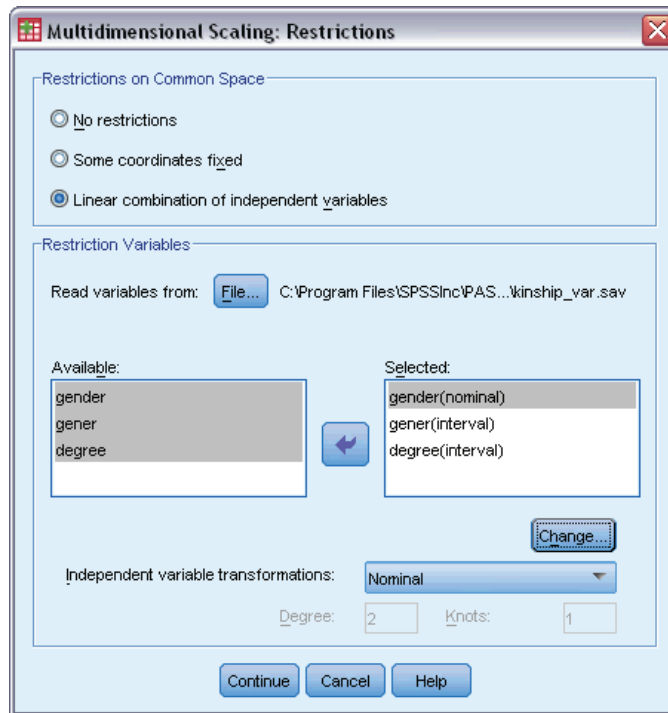 Multidimensional Scaling: Restrictions
Restrictions on Common Space
No restrictions
Some coordinates fixed
Linear combination of independent variables
Restriction Variables
Read variables from: File... C:\Program Files\SPSSInc\PAS...\kinship_var.sav
Available: Selected:
gender gender(nominal)
gener gener(interval)
degree degree(interval)
Change...
Independent variable transformations: Nominal
Degree: 2 Knots: 1
Continue Cancel Help